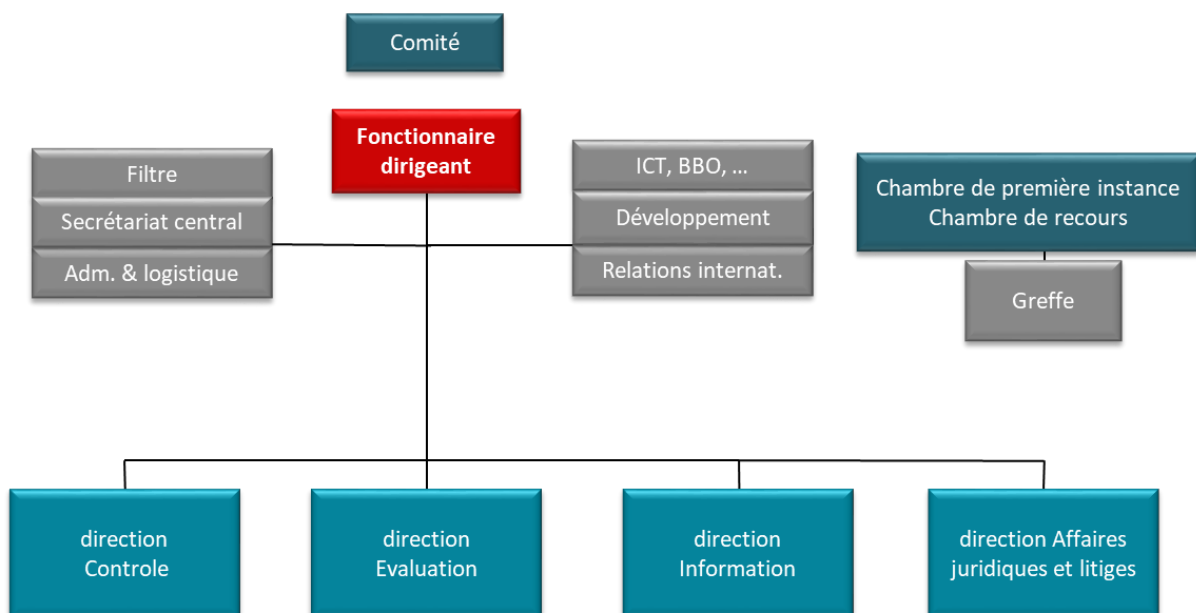 Comité
Fonctionnaire
dirigeant
Filtre
Secrétariat central
Adm. & logistique
ICT, BBO, ...
Développement
Relations internat.
Chambre de première instance
Chambre de recours
Greffe
direction
Controle
direction
Evaluation
direction
Information
direction Affaires
juridiques et litiges